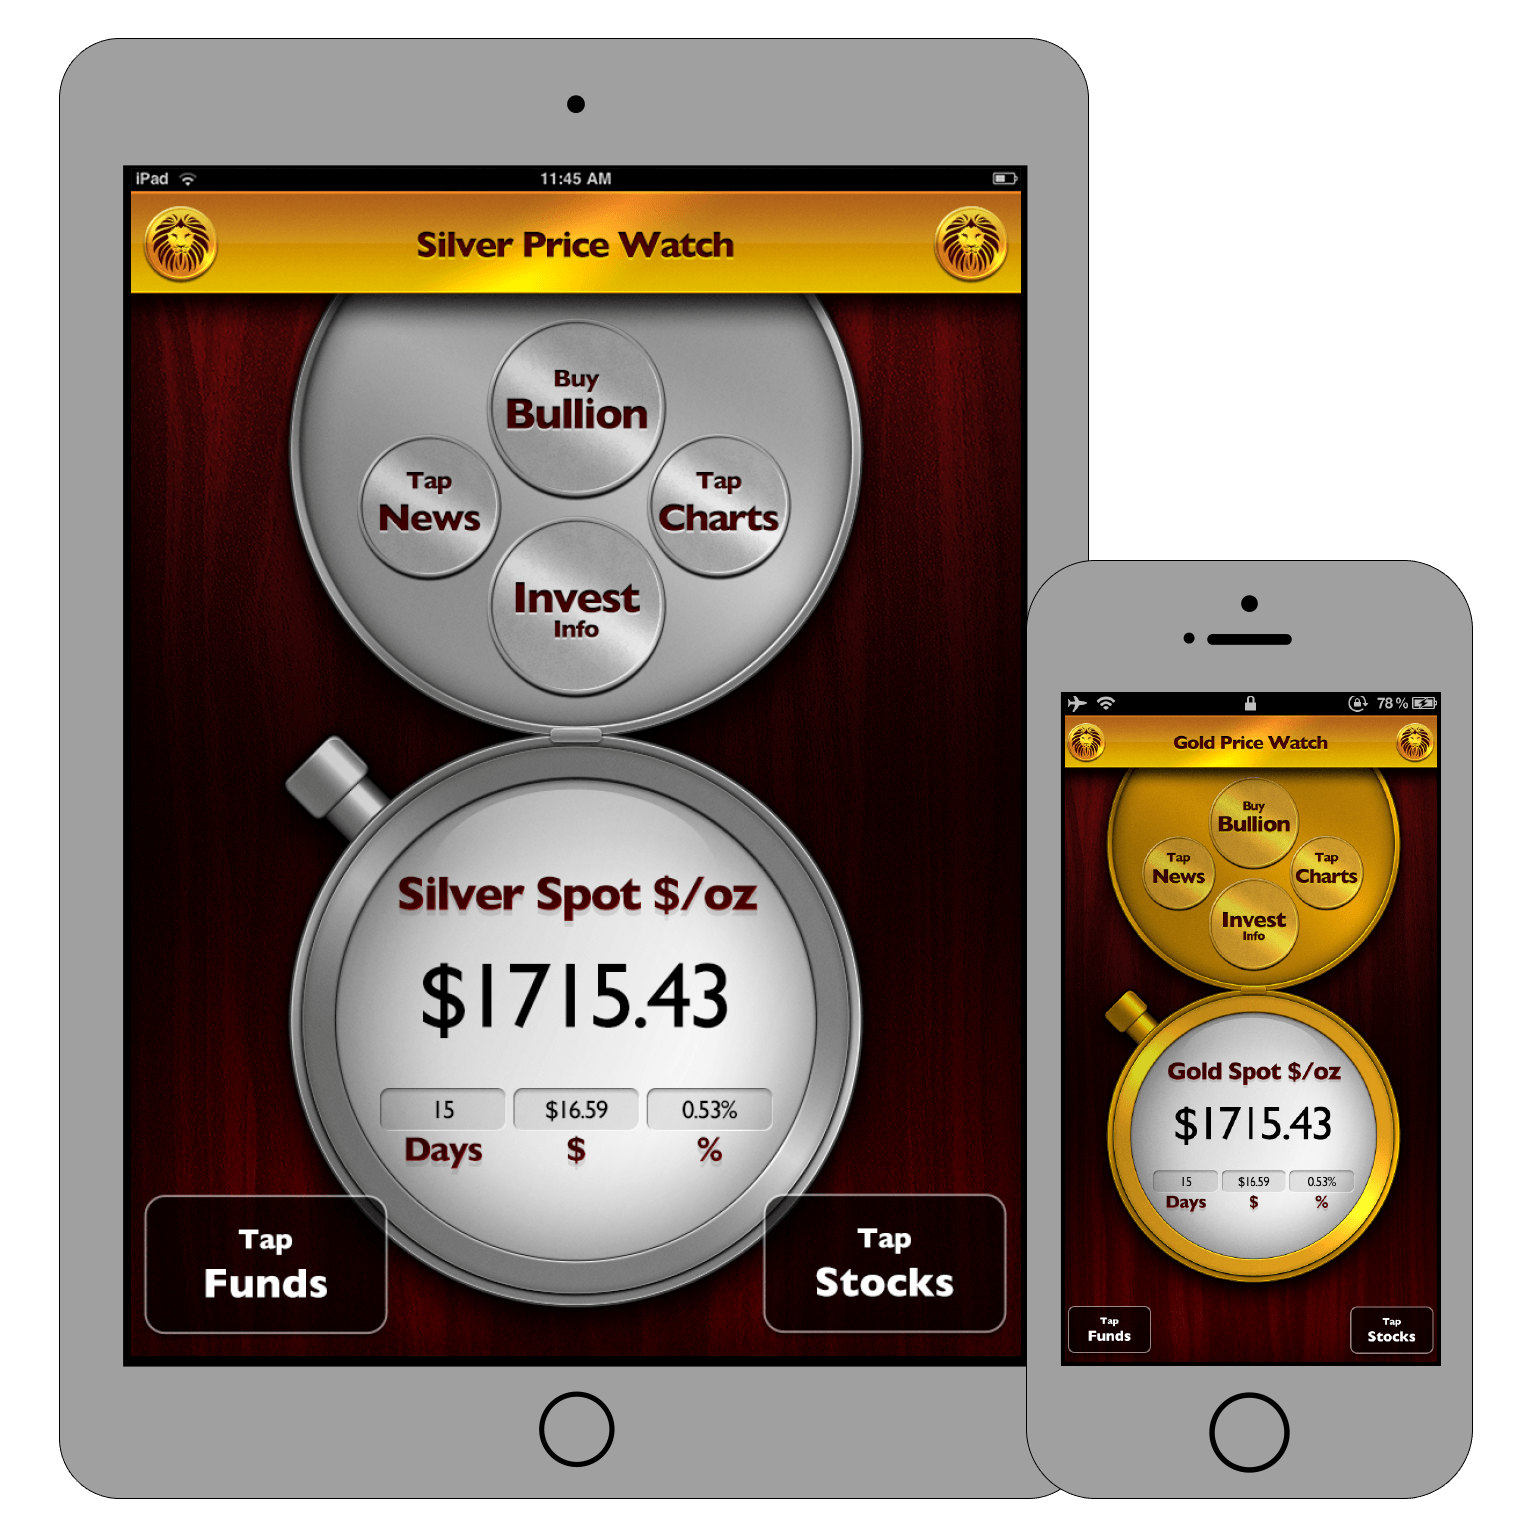 iPad
11:45 AM
Silver Price Watch
Buy
Bullion
Tap
News
Tap
Charts
Invest
Info
Silver Spot $/oz
$1715.43
15
$16.59
0.53%
Days
$
%
Tap
Funds
Tap
Stocks
78%
Gold Price Watch
Buy
Bullion
Tap
News
Tap
Charts
Invest
Info
Gold Spot $/oz
$1715.43
15
$16.59
0.53%
Days
$
%
Tap
Funds
Tap
Stocks